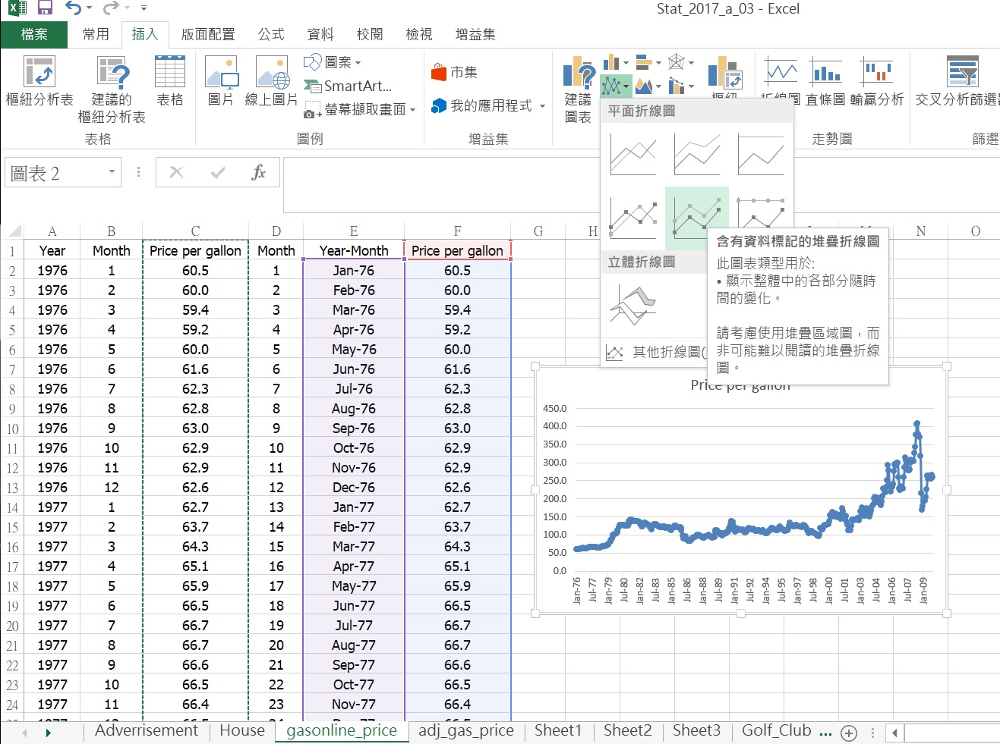 Stat_2017_a_03 - Excel
檔案 常用 插入 版面配置 公式 資料 校閱 檢視 增益集
樞紐分析表
建議的
樞紐分析表
表格
表格
圖片
線上圖片
圖案
SmartArt...
螢幕擷取畫面
圖例
市集
我的應用程式
增益集
建議
圖表
折線圖 直條圖 輸贏分析
走勢圖
交叉分析篩選
篩選
圖表 2
fx
平面折線圖
立體折線圖
其他折線圖(
含有資料標記的堆疊折線圖
此圖表類型用於:
• 顯示整體中的各部分隨時
間的變化。
請考慮使用堆疊區域圖，而
非可能難以閱讀的堆疊折線
圖。
A B C D E F G H N O
1 Year Month Price per gallon Month Year-Month Price per gallon
2 1976 1 60.5 1 Jan-76 60.5
3 1976 2 60.0 2 Feb-76 60.0
4 1976 3 59.4 3 Mar-76 59.4
5 1976 4 59.2 4 Apr-76 59.2
6 1976 5 60.0 5 May-76 60.0
7 1976 6 61.6 6 Jun-76 61.6
8 1976 7 62.3 7 Jul-76 62.3
9 1976 8 62.8 8 Aug-76 62.8
10 1976 9 63.0 9 Sep-76 63.0
11 1976 10 62.9 10 Oct-76 62.9
12 1976 11 62.9 11 Nov-76 62.9
13 1976 12 62.6 12 Dec-76 62.6
14 1977 1 62.7 13 Jan-77 62.7
15 1977 2 63.7 14 Feb-77 63.7
16 1977 3 64.3 15 Mar-77 64.3
17 1977 4 65.1 16 Apr-77 65.1
18 1977 5 65.9 17 May-77 65.9
19 1977 6 66.5 18 Jun-77 66.5
20 1977 7 66.7 19 Jul-77 66.7
21 1977 8 66.7 20 Aug-77 66.7
22 1977 9 66.6 21 Sep-77 66.6
23 1977 10 66.5 22 Oct-77 66.5
24 1977 11 66.4 23 Nov-77 66.4
Price per gallon
450.0
400.0
350.0
300.0
250.0
200.0
150.0
100.0
50.0
0.0
Jan-76 Jul-77 Jan-79 Jul-80 Jan-82 Jul-83 Jan-85 Jul-86 Jan-88 Jul-89 Jan-91 Jul-92 Jan-94 Jul-95 Jan-97 Jul-98 Jan-00 Jul-01 Jan-03 Jul-04 Jan-06 Jul-07 Jan-09
Adverrisement House gasonline_price adj_gas_price Sheet1 Sheet2 Sheet3 Golf_Club ...